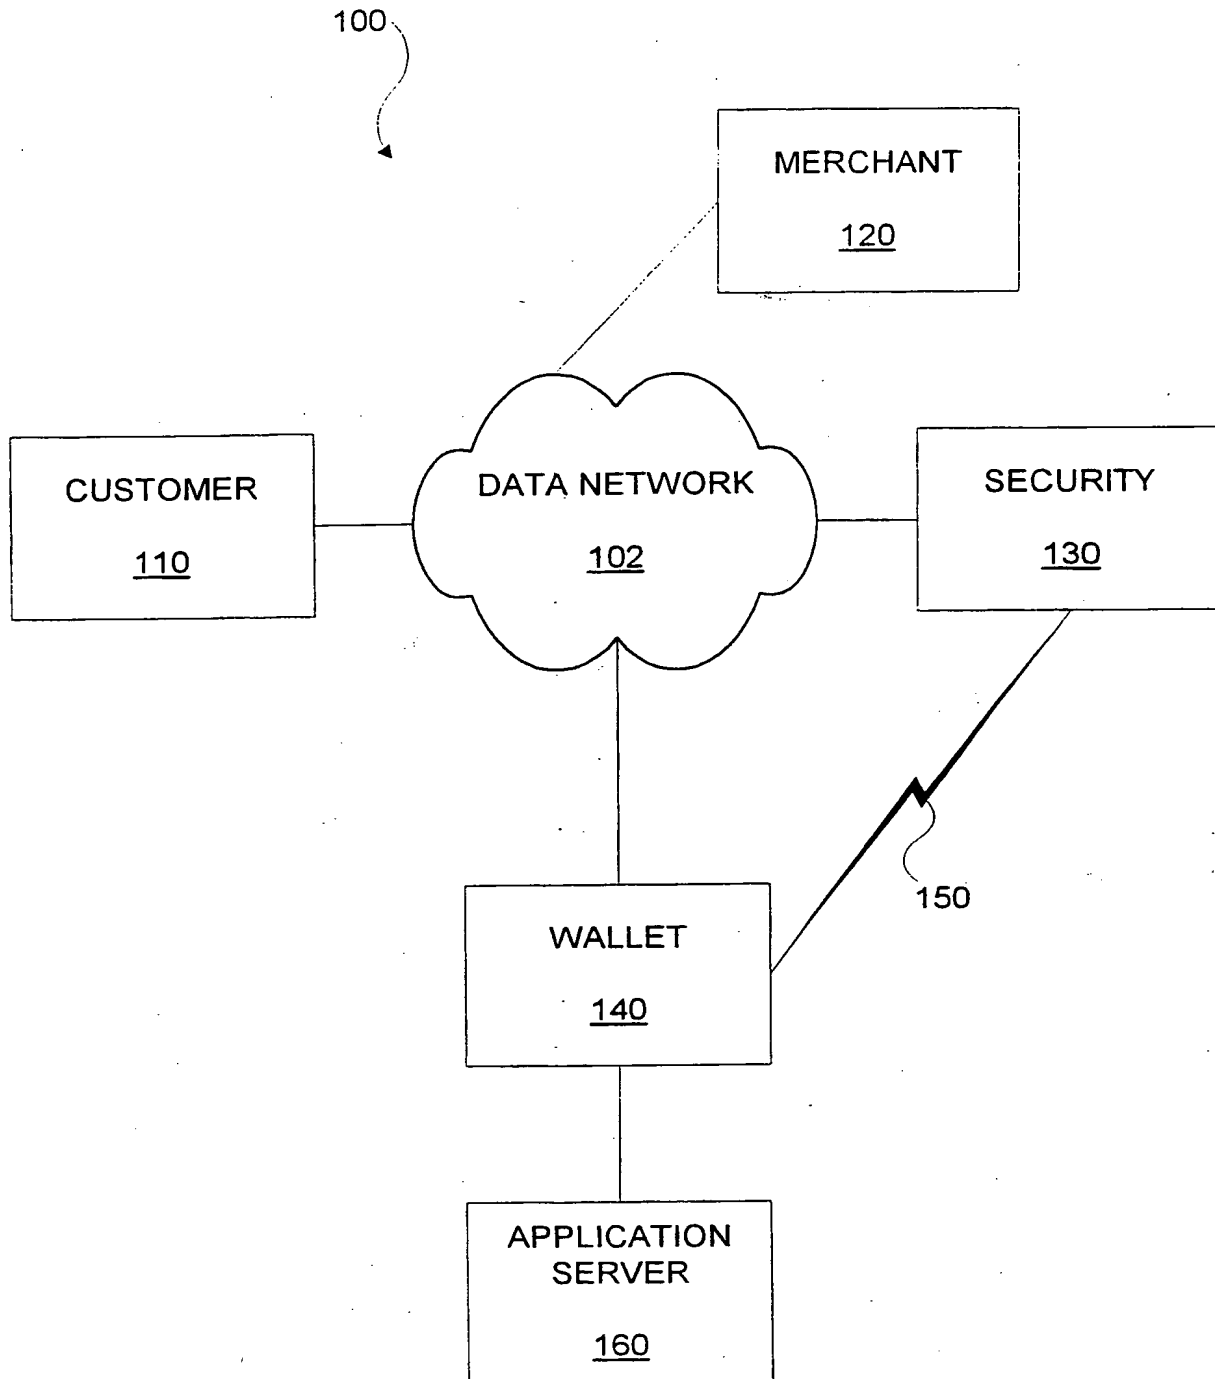 100
MERCHANT
120
CUSTOMER
110
DATA NETWORK
102
SECURITY
130
150
WALLET
140
APPLICATION
SERVER
160